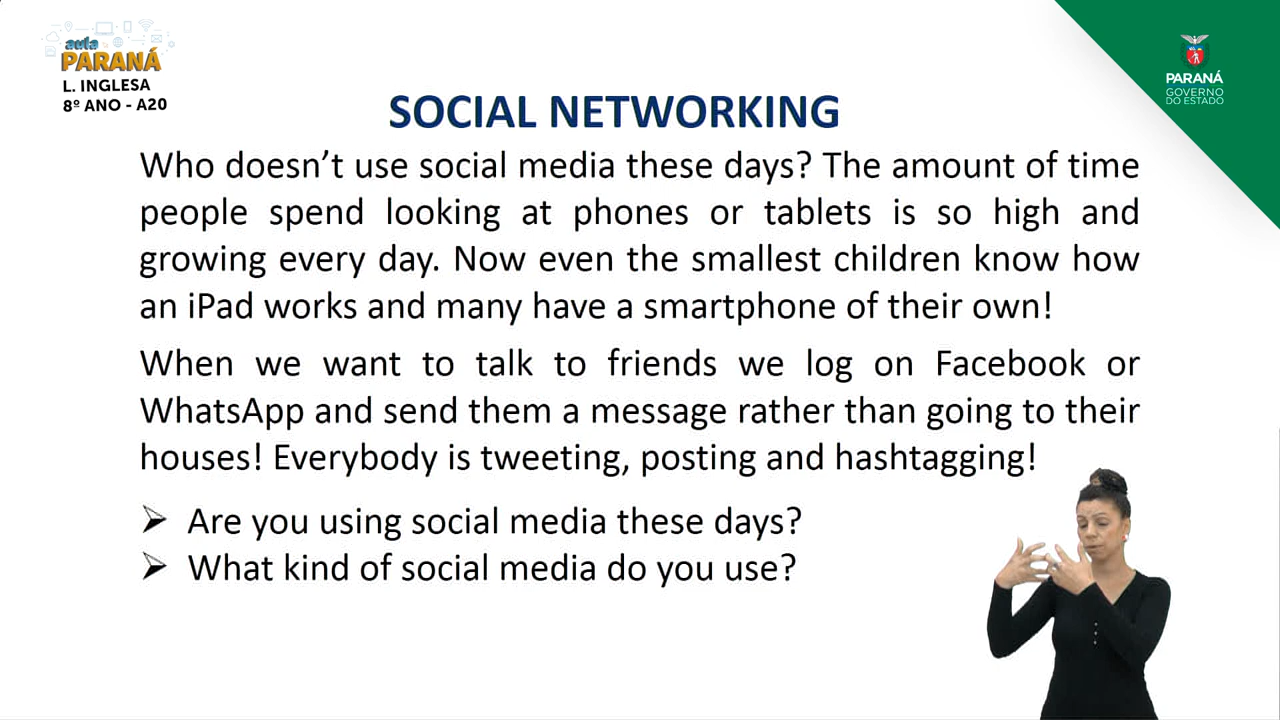 aula
PARANÁ
L. INGLESA
8º ANO - A20
PARANÁ
GOVERNO
DO ESTADO
SOCIAL NETWORKING
Who doesn’t use social media these days? The amount of time
people spend looking at phones or tablets is so high and
growing every day. Now even the smallest children know how
an iPad works and many have a smartphone of their own!
When we want to talk to friends we log on Facebook or
WhatsApp and send them a message rather than going to their
houses! Everybody is tweeting, posting and hashtagging!
➢ Are you using social media these days?
➢ What kind of social media do you use?